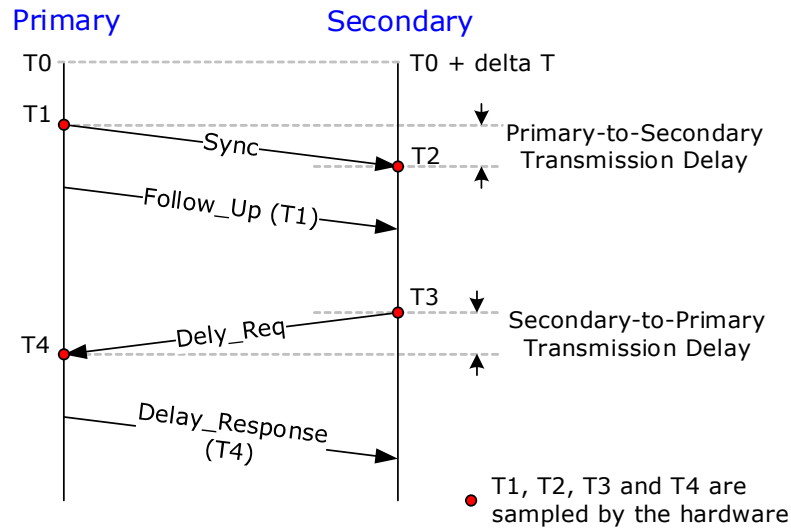 Primary
Secondary
T0
T0 + delta T
T1
Sync
T2
Primary-to-Secondary
Transmission Delay
Follow_Up (T1)
T3
Dely_Req
T4
Secondary-to-Primary
Transmission Delay
Delay_Response
(T4)
T1, T2, T3 and T4 are
sampled by the hardware